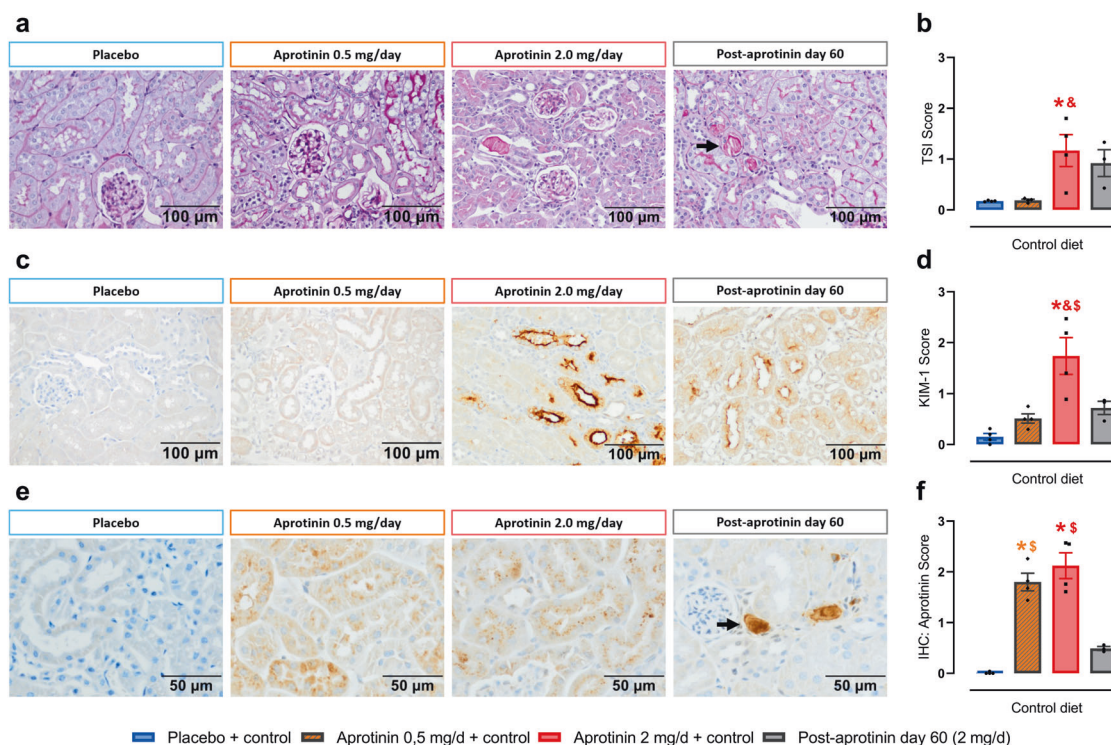 a
b
Placebo
Aprotinin 0.5 mg/day
Aprotinin 2.0 mg/day
Post-aprotinin day 60
100 µm
100 µm
100 µm
100 µm
TSI Score
3
2
1
0
*&
Control diet
c
d
Placebo
Aprotinin 0.5 mg/day
Aprotinin 2.0 mg/day
Post-aprotinin day 60
100 µm
100 µm
100 µm
100 µm
KIM-1 Score
3
2
1
0
*&$
Control diet
e
f
Placebo
Aprotinin 0.5 mg/day
Aprotinin 2.0 mg/day
Post-aprotinin day 60
50 µm
50 µm
50 µm
50 µm
IHC: Aprotinin Score
3
2
1
0
*$
*$
Control diet
Placebo + control
Aprotinin 0,5 mg/d + control
Aprotinin 2 mg/d + control
Post-aprotinin day 60 (2 mg/d)